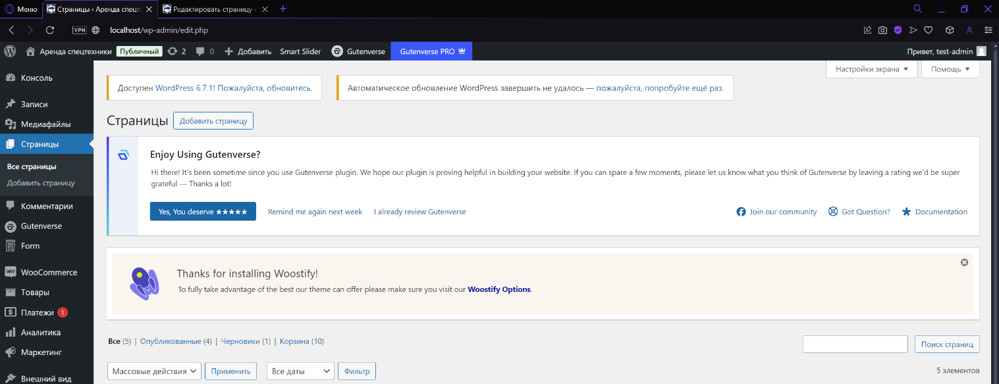 Меню
Страницы ‹ Аренда спецт
Редактировать страницу
VPN
localhost/wp-admin/edit.php
Аренда спецтехники Публичный 2 0 Добавить Smart Slider Gutenverse Gutenverse PRO Привет, test-admin
Настройки экрана Помощь
Консоль
Записи
Медиафайлы
Страницы
Все страницы
Добавить страницу
Комментарии
Gutenverse
Form
WooCommerce
Товары
Платежи 1
Аналитика
Маркетинг
Внешний вид
Доступен WordPress 6.7.1! Пожалуйста, обновитесь.
Автоматическое обновление WordPress завершить не удалось — пожалуйста, попробуйте ещё раз.
Страницы Добавить страницу
Enjoy Using Gutenverse?
Hi there! It's been sometime since you use Gutenverse plugin. We hope our plugin is proving helpful in building your website. If you can spare a few moments, please let us know what you think of Gutenverse by leaving a rating we'd be super
grateful — Thanks a lot!
Yes, You deserve ★★★★★ Remind me again next week I already review Gutenverse Join our community Got Question? Documentation
Thanks for installing Woostify!
To fully take advantage of the best our theme can offer please make sure you visit our Woostify Options.
Все (5) | Опубликованные (4) | Черновики (1) | Корзина (10)
Поиск страниц
Массовые действия Применить Все даты Фильтр
5 элементов